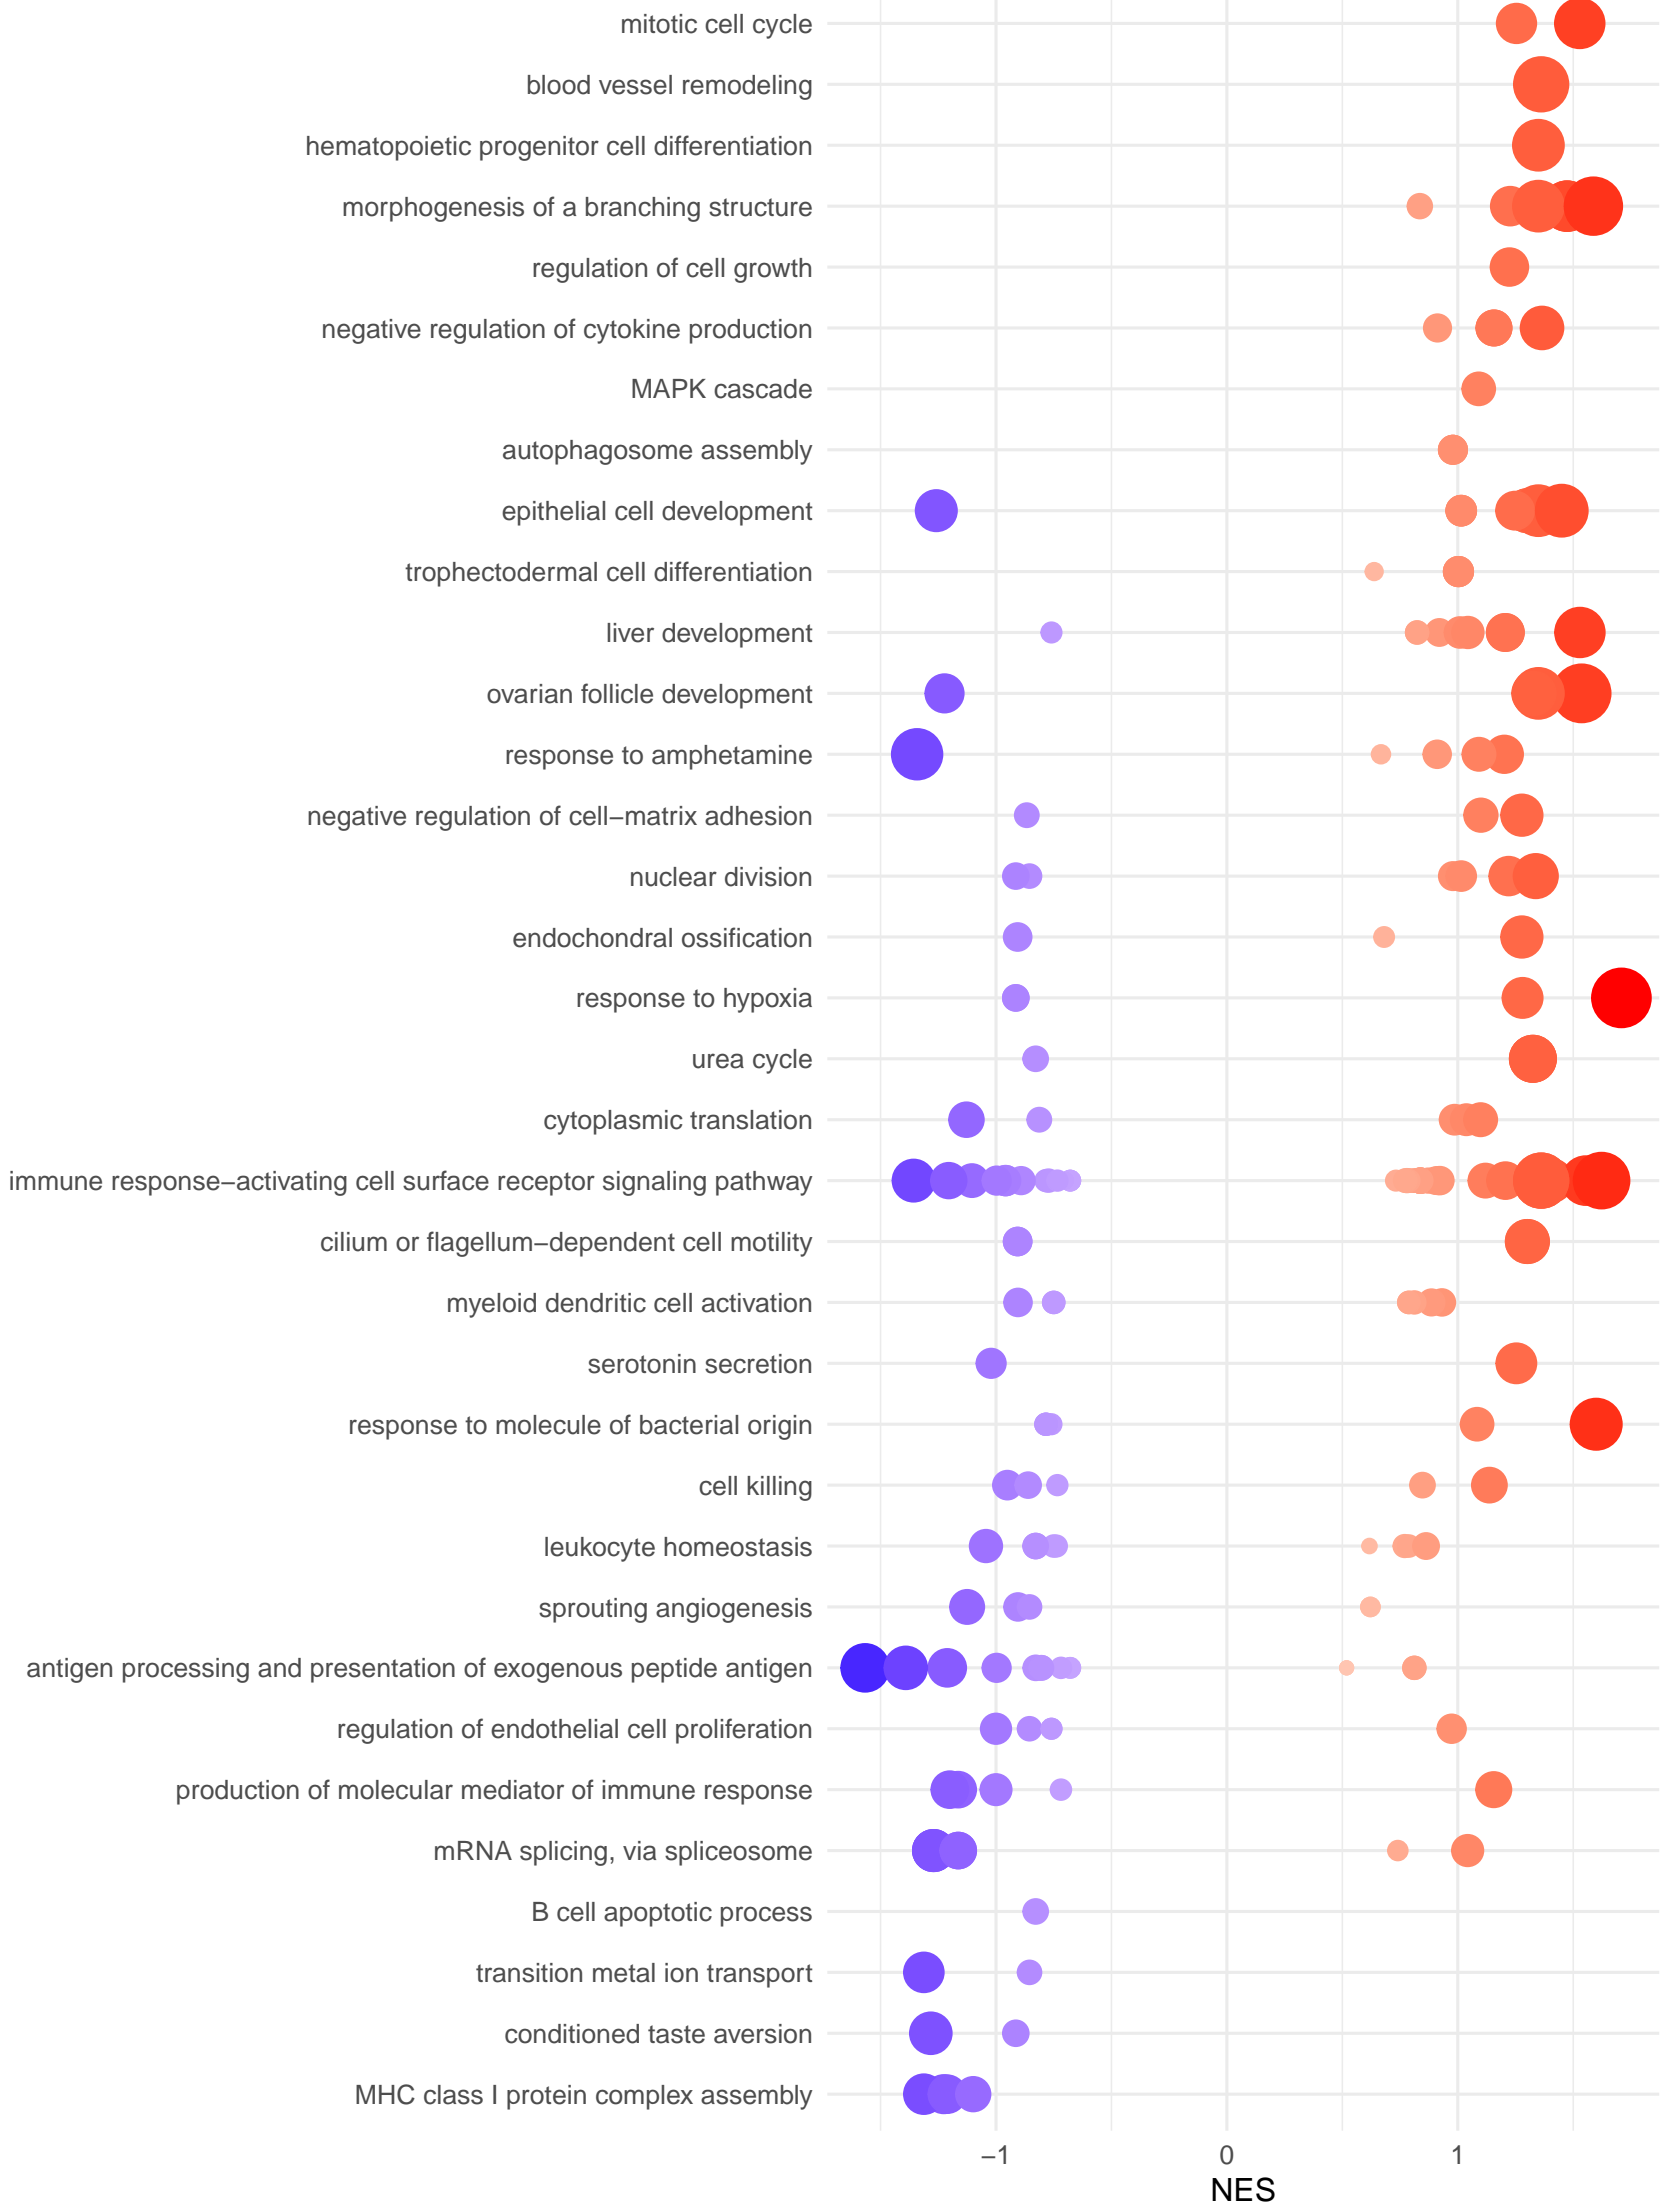 mitotic cell cycle
blood vessel remodeling
hematopoietic progenitor cell differentiation
morphogenesis of a branching structure
regulation of cell growth
negative regulation of cytokine production
MAPK cascade
autophagosome assembly
epithelial cell development
trophectodermal cell differentiation
liver development
ovarian follicle development
response to amphetamine
negative regulation of cell−matrix adhesion
nuclear division
endochondral ossification
response to hypoxia
urea cycle
cytoplasmic translation
immune response−activating cell surface receptor signaling pathway
cilium or flagellum−dependent cell motility
myeloid dendritic cell activation
serotonin secretion
response to molecule of bacterial origin
cell killing
leukocyte homeostasis
sprouting angiogenesis
antigen processing and presentation of exogenous peptide antigen
regulation of endothelial cell proliferation
production of molecular mediator of immune response
mRNA splicing, via spliceosome
B cell apoptotic process
transition metal ion transport
conditioned taste aversion
MHC class I protein complex assembly
−1 0 1
NES